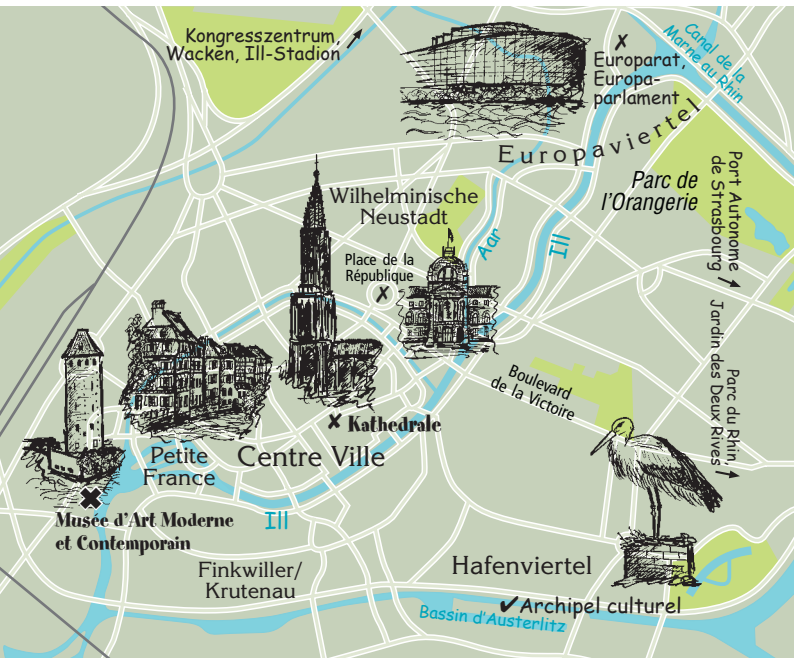 Kongresszentrum,
Wacken, Ill-Stadion
Europarat,
Europa-
parlament
Canal de la
Marne au Rhin
Europaviertel
Parc de
l'Orangerie
Port Autonome
de Strasbourg
Wilhelminische
Neustadt
Aar
Ill
Place de la
République
Parc du Rhin
Jardin des Deux Rives
Boulevard
de la Victoire
Kathedrale
Petite
France
Centre Ville
Musée d'Art Moderne
et Contemporain
Ill
Finkwiller/
Krutenau
Hafenviertel
Archipel culturel
Bassin d'Austerlitz